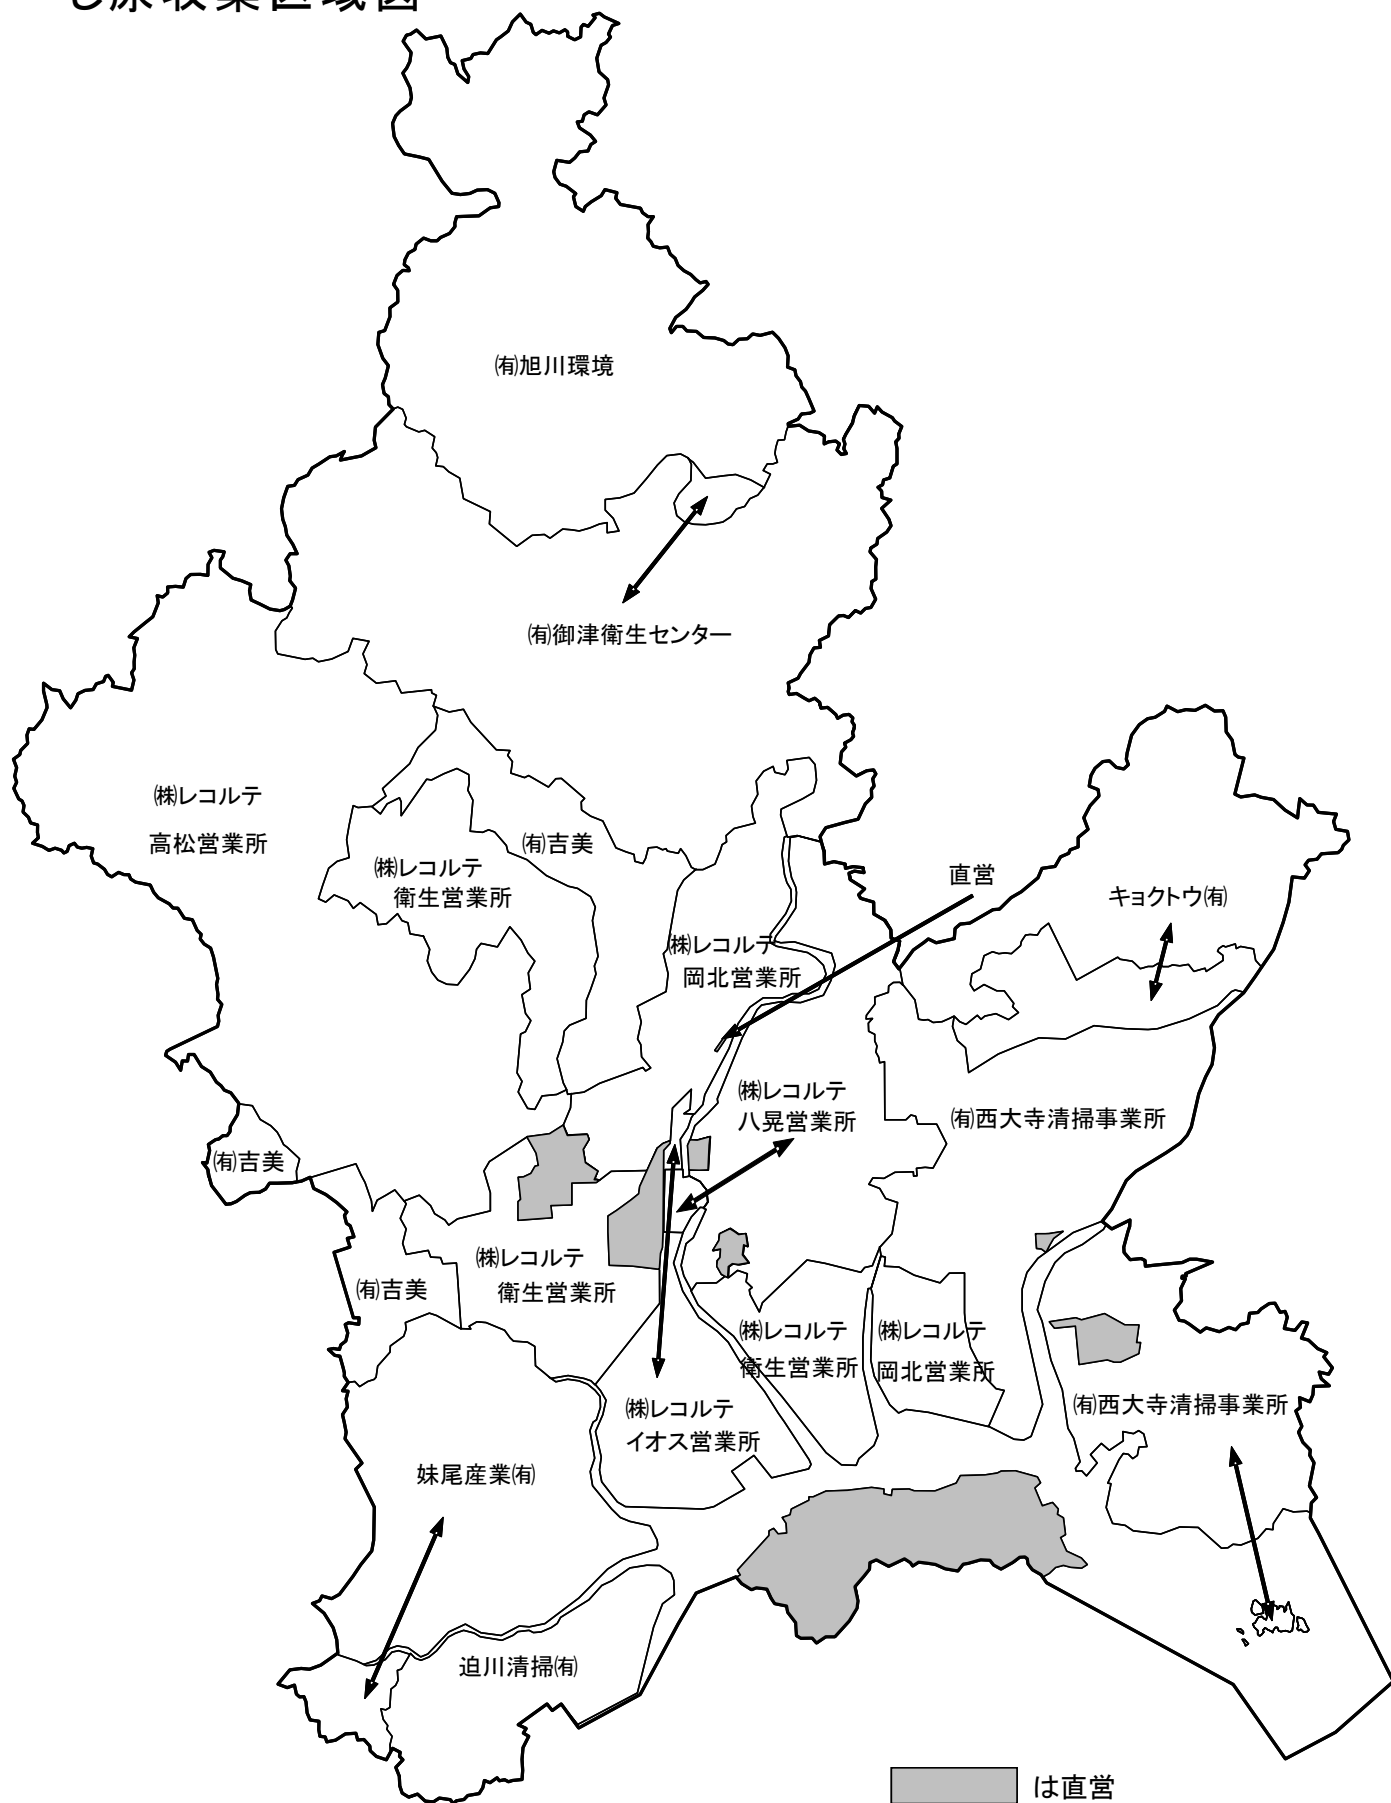 し尿収集区域図
㈲旭川環境
㈲御津衛生センター
㈱レコルテ
高松営業所
㈱レコルテ
衛生営業所
㈲吉美
直営
キョクトウ㈲
㈱レコルテ
岡北営業所
㈱レコルテ
八晃営業所
㈲西大寺清掃事業所
㈲吉美
㈲吉美
㈱レコルテ
衛生営業所
㈱レコルテ
衛生営業所
㈱レコルテ
岡北営業所
㈲西大寺清掃事業所
㈱レコルテ
イオス営業所
妹尾産業㈲
迫川清掃㈲
は直営